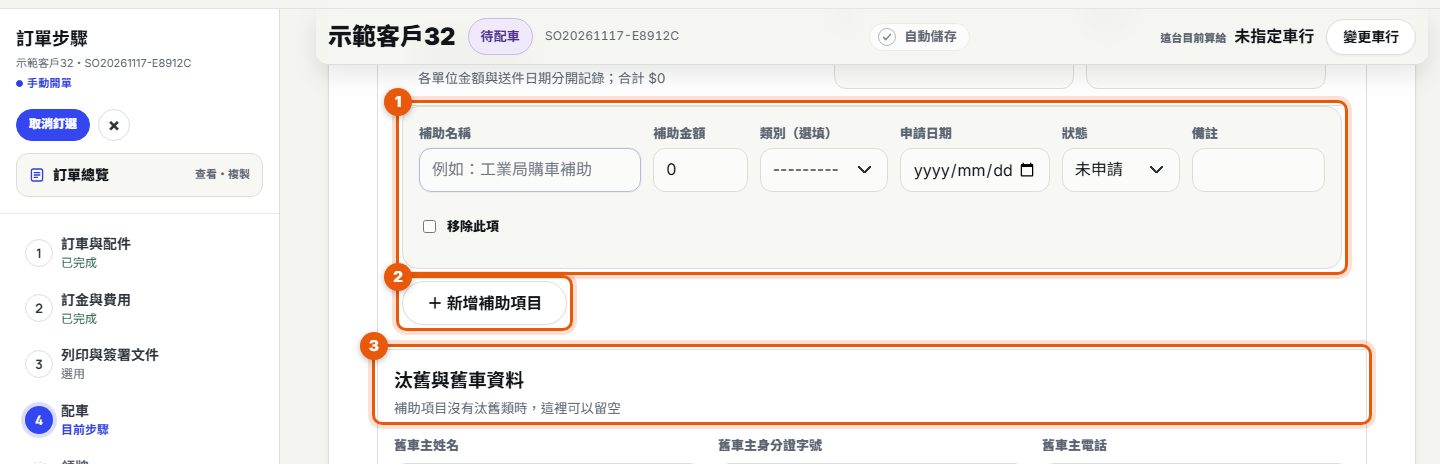 訂單步驟
示範客戶32・SO20261117-E8912C
手動開單
取消釘選
訂單總覽
查看・複製
1
訂車與配件
已完成
2
訂金與費用
已完成
3
列印與簽署文件
選用
4
配車
目前步驟
示範客戶32
待配車
SO20261117-E8912C
自動儲存
這台目前算給
未指定車行
變更車行
各單位金額與送件日期分開記錄；合計 $0
1
補助名稱
補助金額
類別（選填）
申請日期
狀態
備註
例如：工業局購車補助
0
---------
yyyy/mm/dd
未申請
移除此項
2
+ 新增補助項目
3
汰舊與舊車資料
補助項目沒有汰舊類時，這裡可以留空
舊車主姓名
舊車主身分證字號
舊車主電話